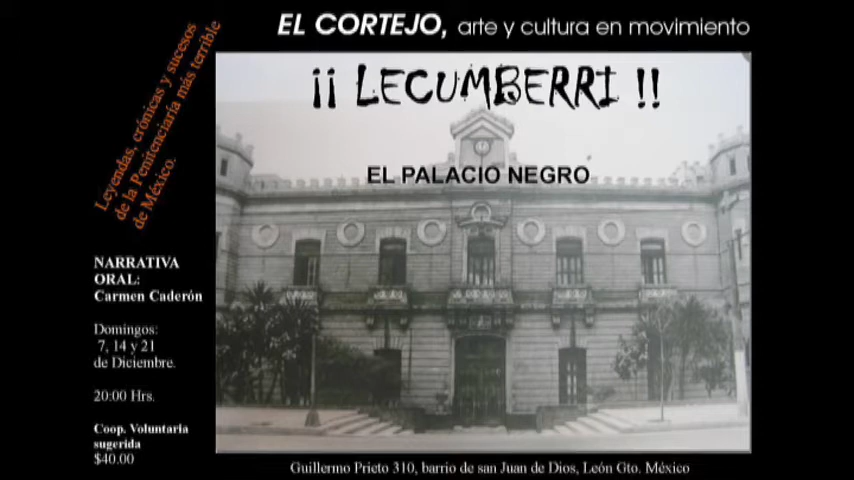 EL CORTEJO, arte y cultura en movimiento
Leyendas, crónicas y sucesos
de la Penitenciaría más terrible
de México.
¡¡ LECUMBERRI !!
EL PALACIO NEGRO
NARRATIVA
ORAL:
Carmen Caderón
Domingos:
7, 14 y 21
de Diciembre.
20:00 Hrs.
Coop. Voluntaria
sugerida
$40.00
Guillermo Prieto 310, barrio de san Juan de Dios, León Gto. México